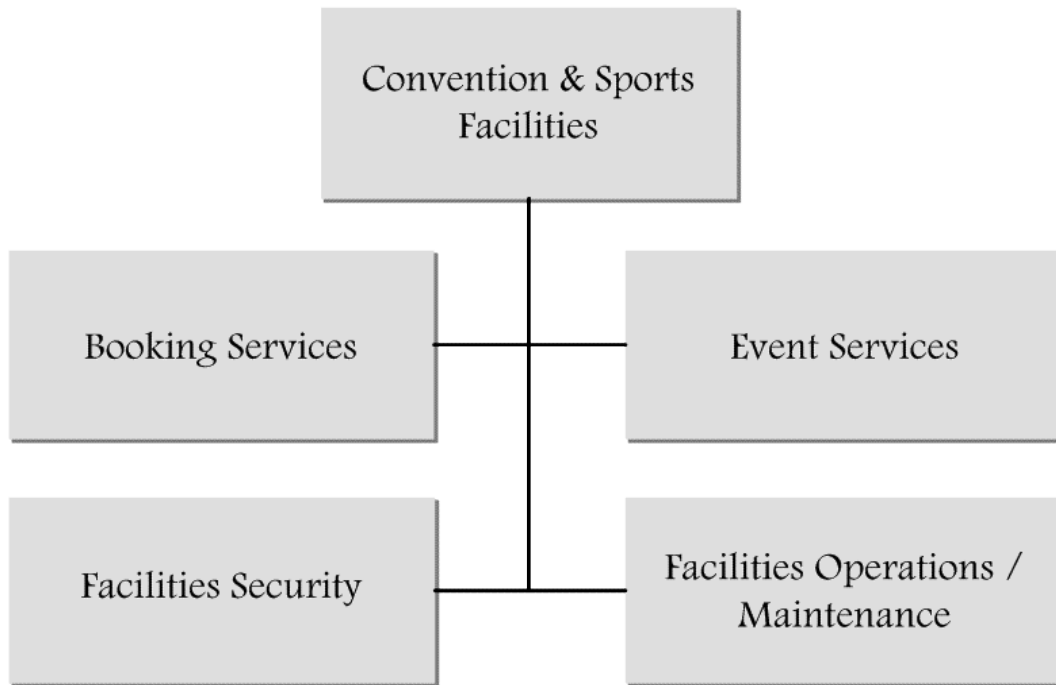 Convention & Sports
Facilities
Booking Services
Event Services
Facilities Security
Facilities Operations /
Maintenance